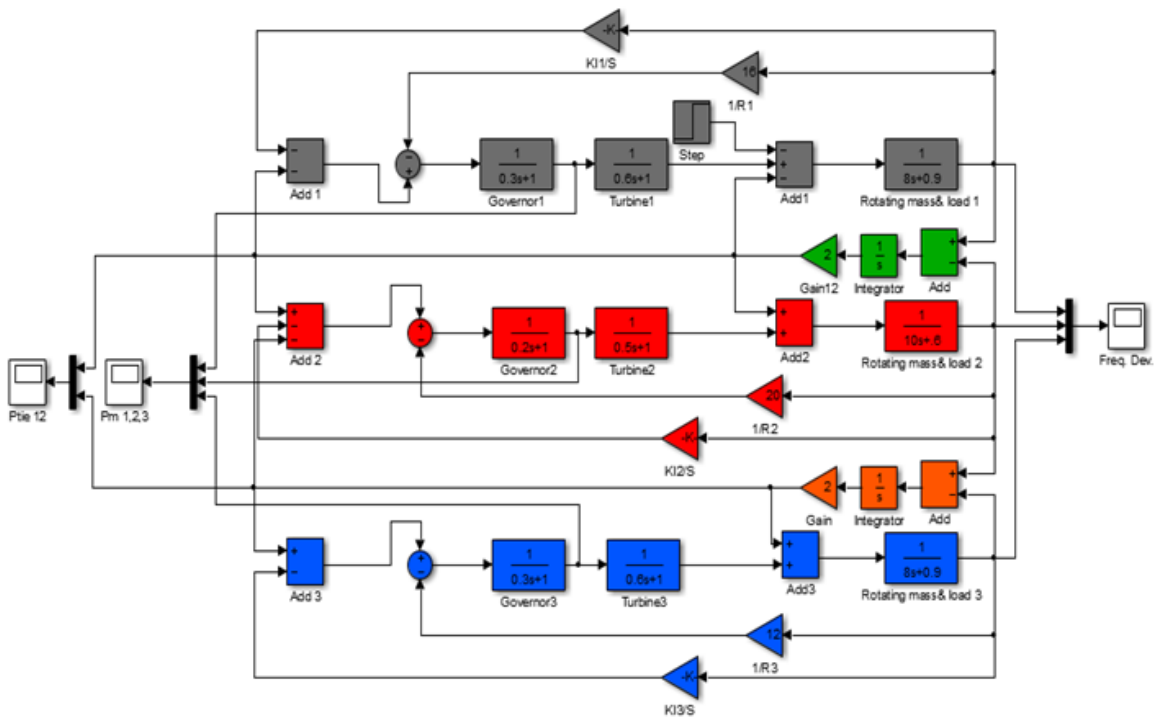 -K-
KI1/S
16
1/R1
Step
−
−
Add 1
−
+
1
0.3s+1
Governor1
1
0.6s+1
Turbine1
−
+
−
Add1
1
8s+0.9
Rotating mass& load 1
2
Gain12
1
s
Integrator
+
−
Add
+
−
−
Add 2
+
−
1
0.2s+1
Governor2
1
0.5s+1
Turbine2
+
+
Add2
1
10s+.6
Rotating mass& load 2
Freq. Dev.
Ptie 12
Pm 1,2,3
20
1/R2
-K-
KI2/S
2
Gain
1
s
Integrator
+
−
Add
+
−
Add 3
+
−
1
0.3s+1
Governor3
1
0.6s+1
Turbine3
+
+
Add3
1
8s+0.9
Rotating mass& load 3
12
1/R3
-K-
KI3/S